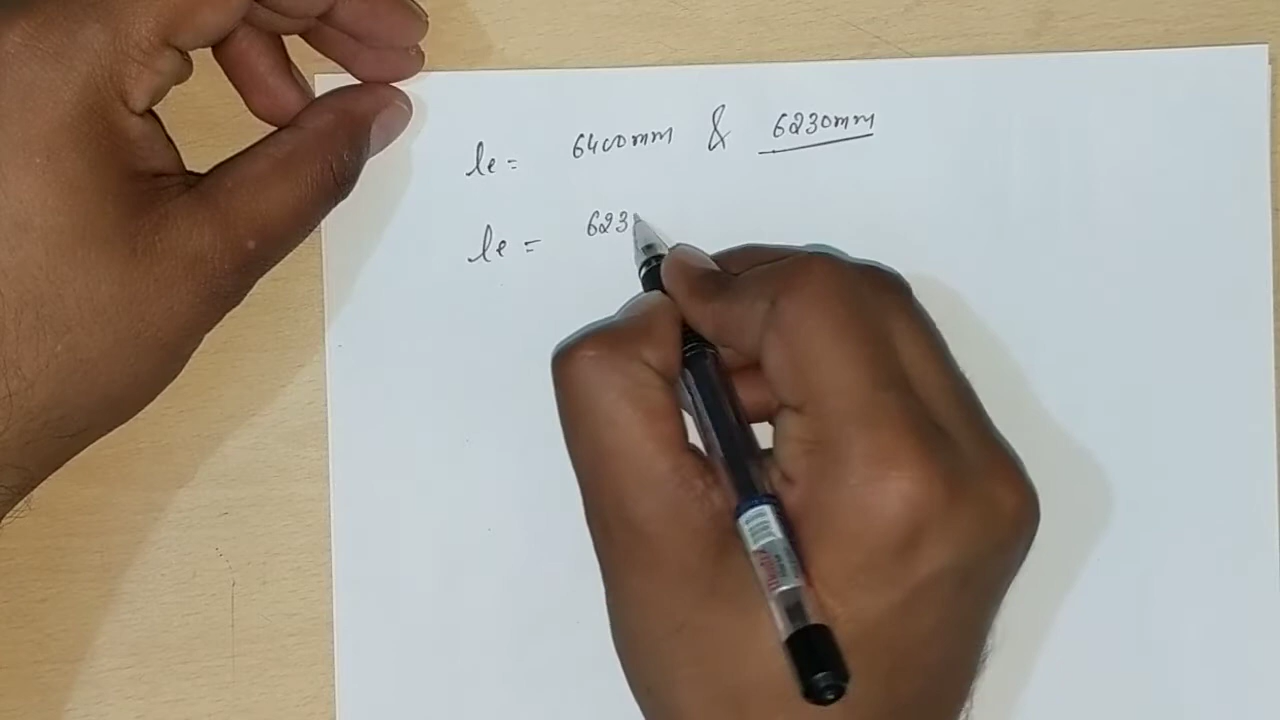 le = 6400mm & 6230mm
le = 623